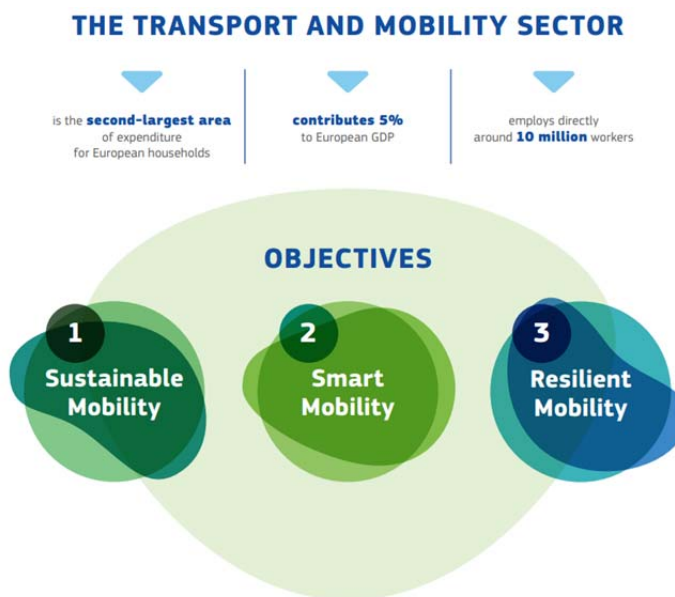 THE TRANSPORT AND MOBILITY SECTOR
is the second-largest area
of expenditure
for European households
contributes 5%
to European GDP
employs directly
around 10 million workers
OBJECTIVES
1
Sustainable
Mobility
2
Smart
Mobility
3
Resilient
Mobility